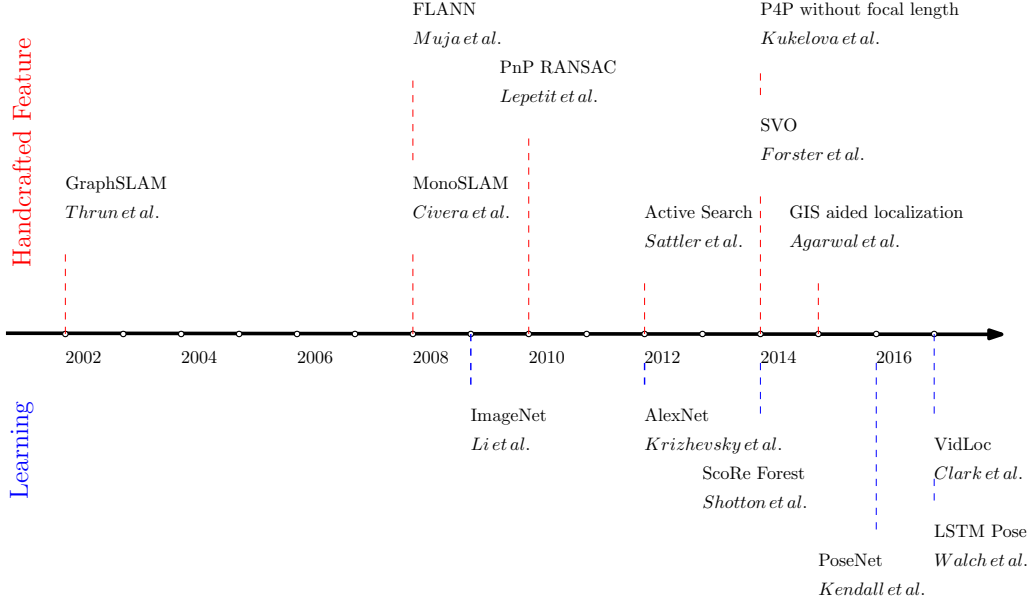 FLANN
Muja et al.
P4P without focal length
Kukelova et al.
PnP RANSAC
Lepetit et al.
SVO
Forster et al.
Handcrafted Feature
GraphSLAM
Thrun et al.
MonoSLAM
Civera et al.
Active Search
Sattler et al.
GIS aided localization
Agarwal et al.
2002
2004
2006
2008
2010
2012
2014
2016
Learning
ImageNet
Li et al.
AlexNet
Krizhevsky et al.
ScoRe Forest
Shotton et al.
VidLoc
Clark et al.
LSTM Pose
Walch et al.
PoseNet
Kendall et al.